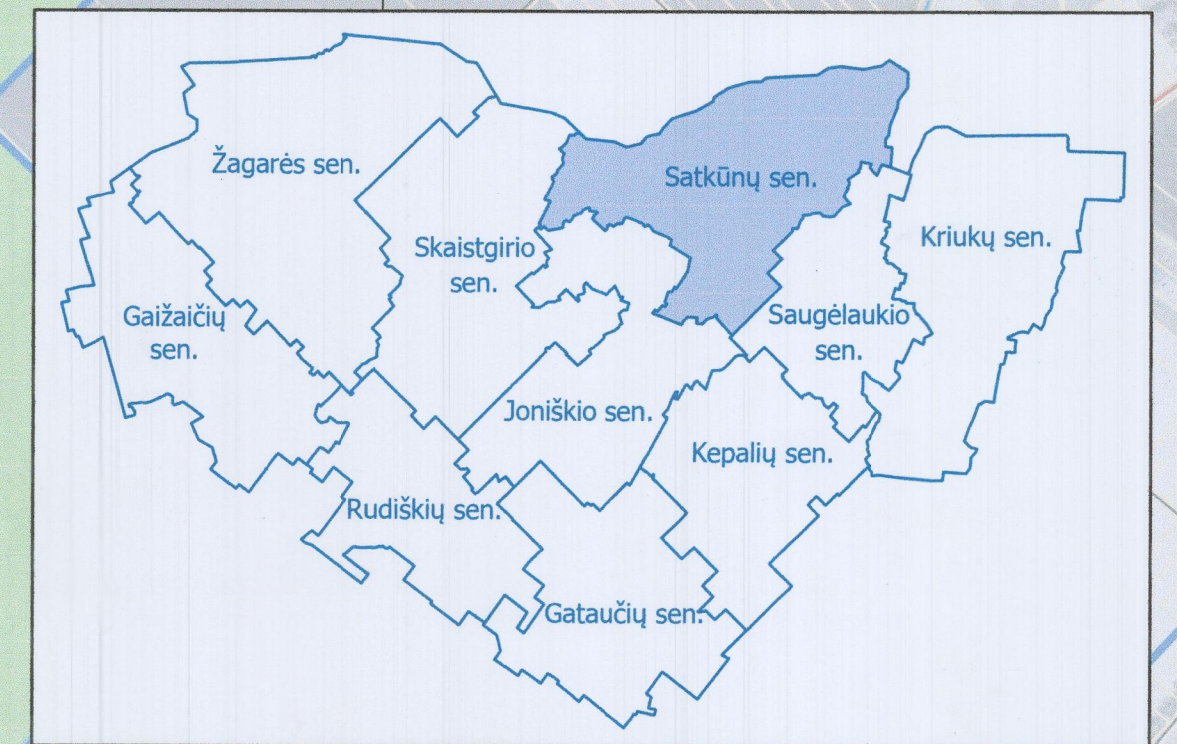 Žagarės sen.
Satkūnų sen.
Skaistgirio
sen.
Kriukų sen.
Gaižaičių
sen.
Saugėlaukio
sen.
Joniškio sen.
Kepalių sen.
Rudiškių sen.
Gataučių sen.